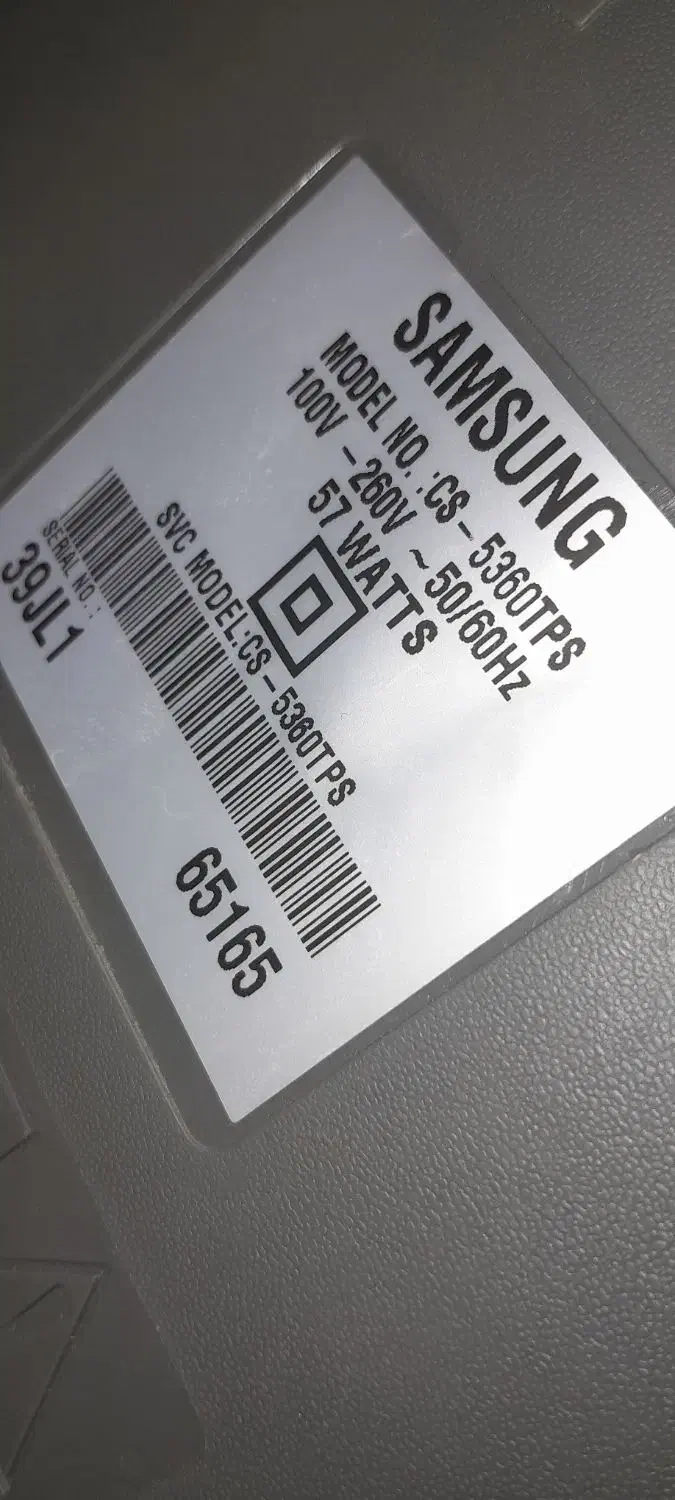 SAMSUNG
MODEL NO.:CS-5360TPS
100V -260V ~50/60Hz
57 WATTS
SVC MODEL:CS-5360TPS
SERIAL NO.:
39JL1 65165